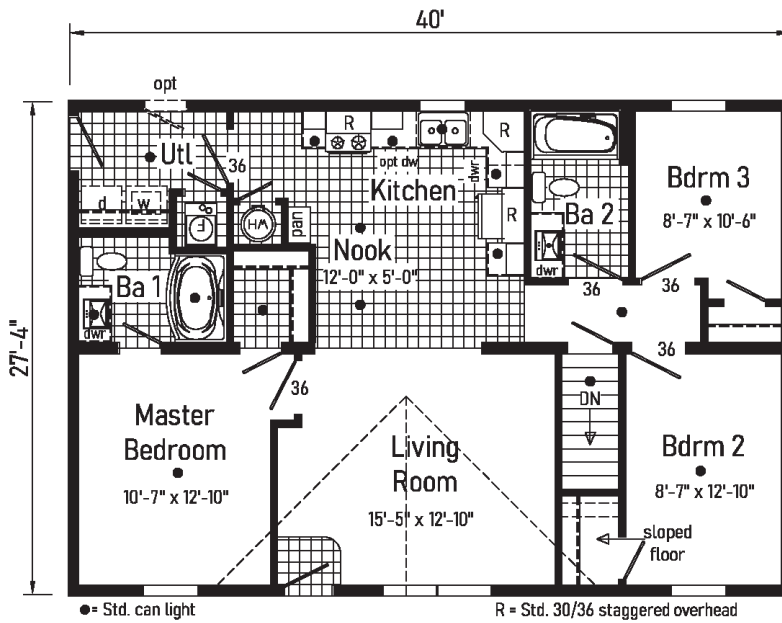 40'
opt
R
R
Utl
36
opt dw
dwr
Kitchen
Bdrm 3
8'-7" x 10'-6"
d
w
F
WH
pan
R
Ba 2
Nook
12'-0" x 5'-0"
Ba 1
dwr
dwr
36
36
27'-4"
36
36
Master
Bedroom
10'-7" x 12'-10"
Living
Room
15'-5" x 12'-10"
DN
Bdrm 2
8'-7" x 12'-10"
sloped
floor
●= Std. can light
R = Std. 30/36 staggered overhead